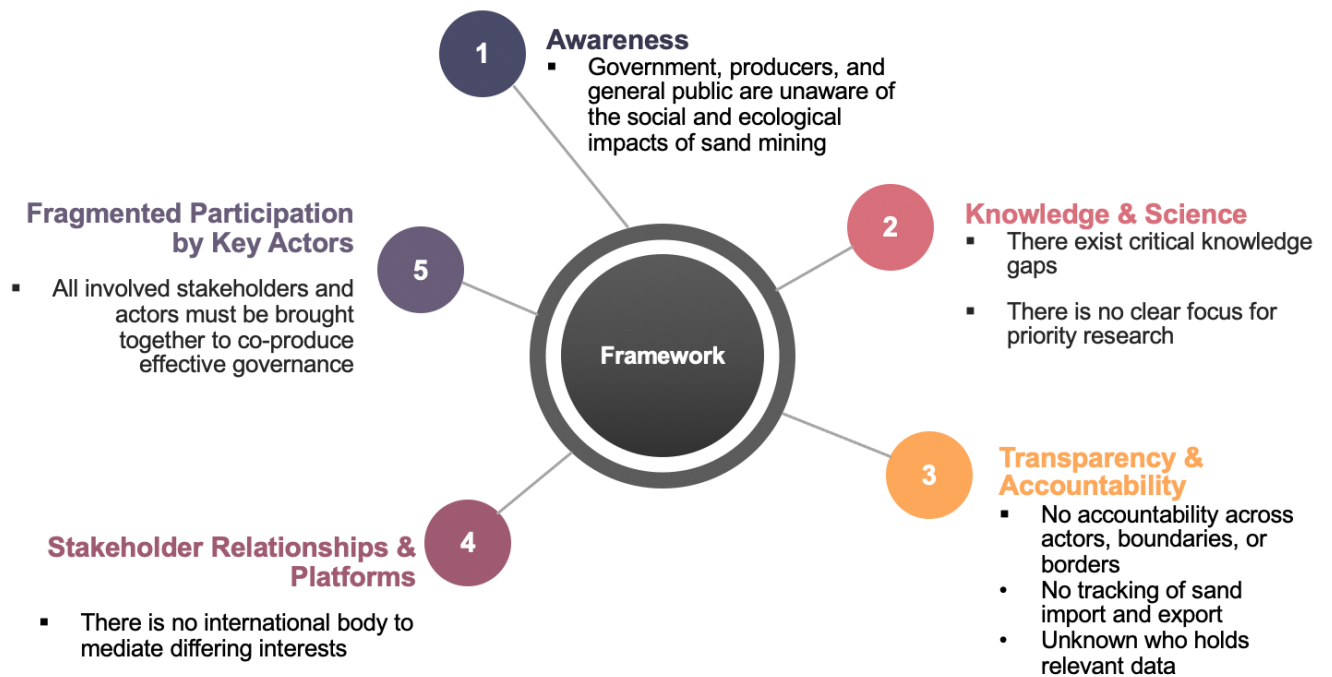 1
Awareness
▪ Government, producers, and
general public are unaware of
the social and ecological
impacts of sand mining
2
Knowledge & Science
▪ There exist critical knowledge
gaps
▪ There is no clear focus for
priority research
3
Transparency &
Accountability
▪ No accountability across
actors, boundaries, or
borders
• No tracking of sand
import and export
• Unknown who holds
relevant data
4
Stakeholder Relationships &
Platforms
▪ There is no international body to
mediate differing interests
5
Fragmented Participation
by Key Actors
▪ All involved stakeholders and
actors must be brought
together to co-produce
effective governance
Framework